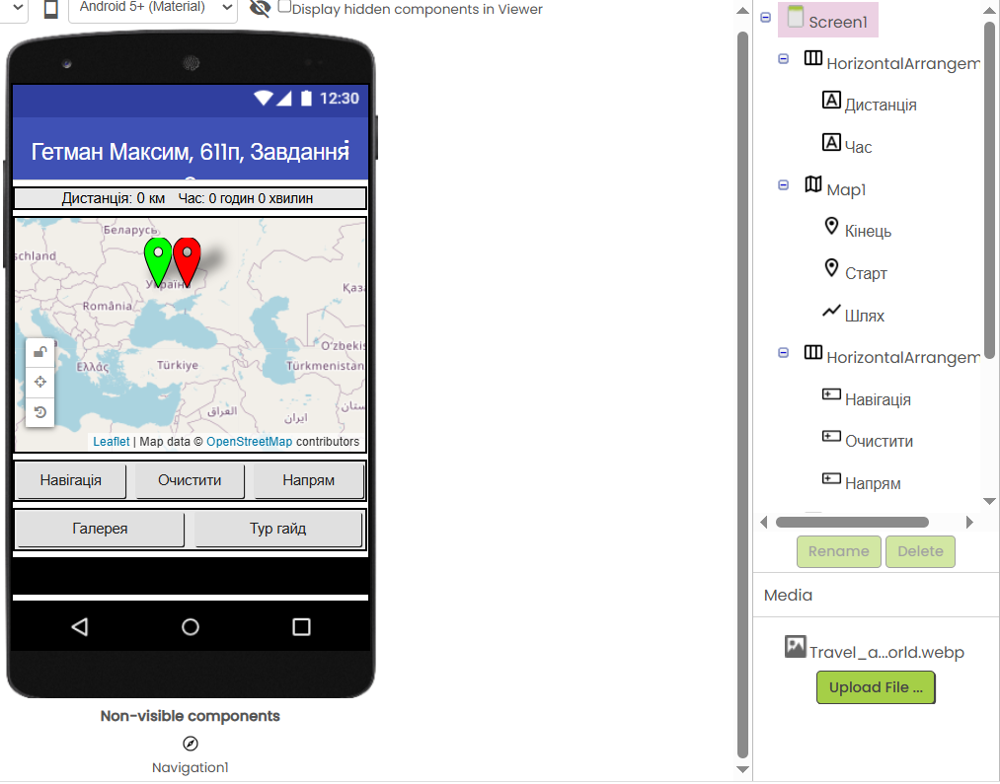 Android 5+ (Material)
Display hidden components in Viewer
12:30
Гетман Максим, 611п, Завдання
Дистанція: 0 км Час: 0 годин 0 хвилин
Беларусь
schland
Україна
Қаза
România
Ελλάς
Türkiye
O'zbekis
Türkmenistan
العراق
ایران
Leaflet | Map data © OpenStreetMap contributors
Навігація Очистити Напрям
Галерея Тур гайд
Non-visible components
Navigation1
Screen1
HorizontalArrangem
Дистанція
Час
Map1
Кінець
Старт
Шлях
HorizontalArrangem
Навігація
Очистити
Напрям
Rename Delete
Media
Travel_a...orld.webp
Upload File ...